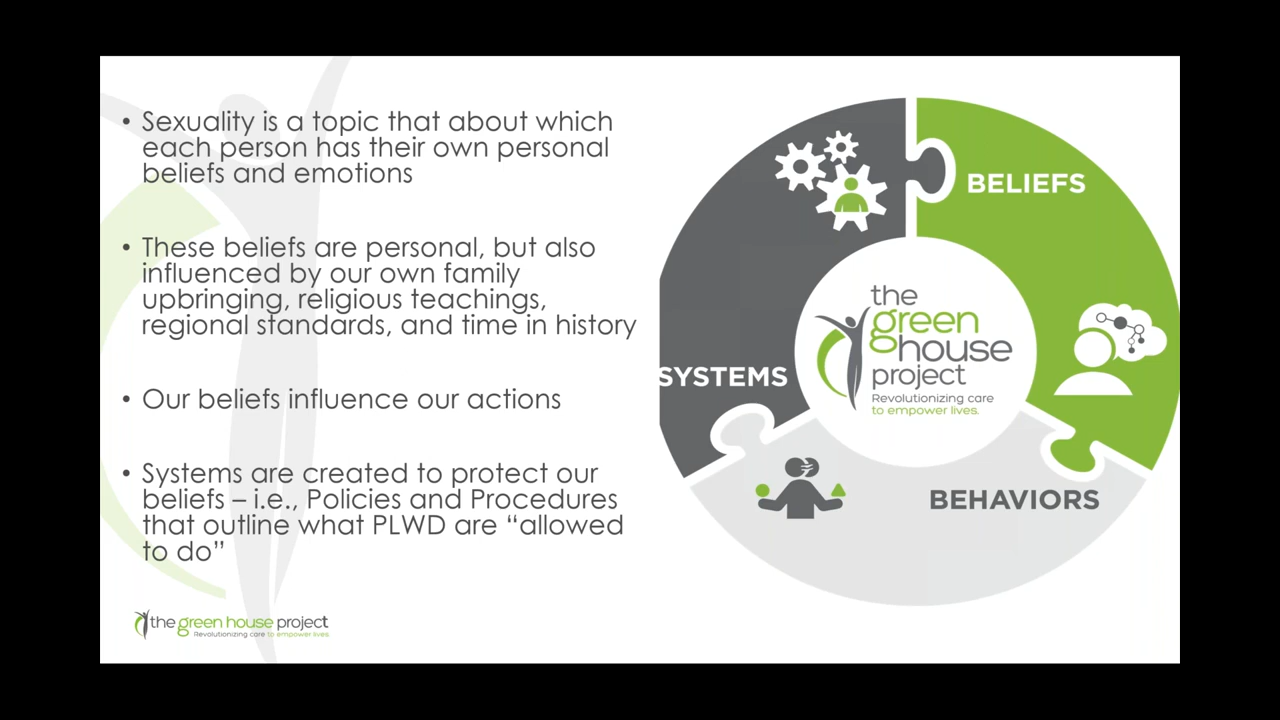 • Sexuality is a topic that about which
each person has their own personal
beliefs and emotions
• These beliefs are personal, but also
influenced by our own family
upbringing, religious teachings,
regional standards, and time in history
• Our beliefs influence our actions
• Systems are created to protect our
beliefs – i.e., Policies and Procedures
that outline what PLWD are “allowed
to do”
the green house project
Revolutionizing care to empower lives.
BELIEFS
SYSTEMS
BEHAVIORS
the
green
house
project
Revolutionizing care
to empower lives.